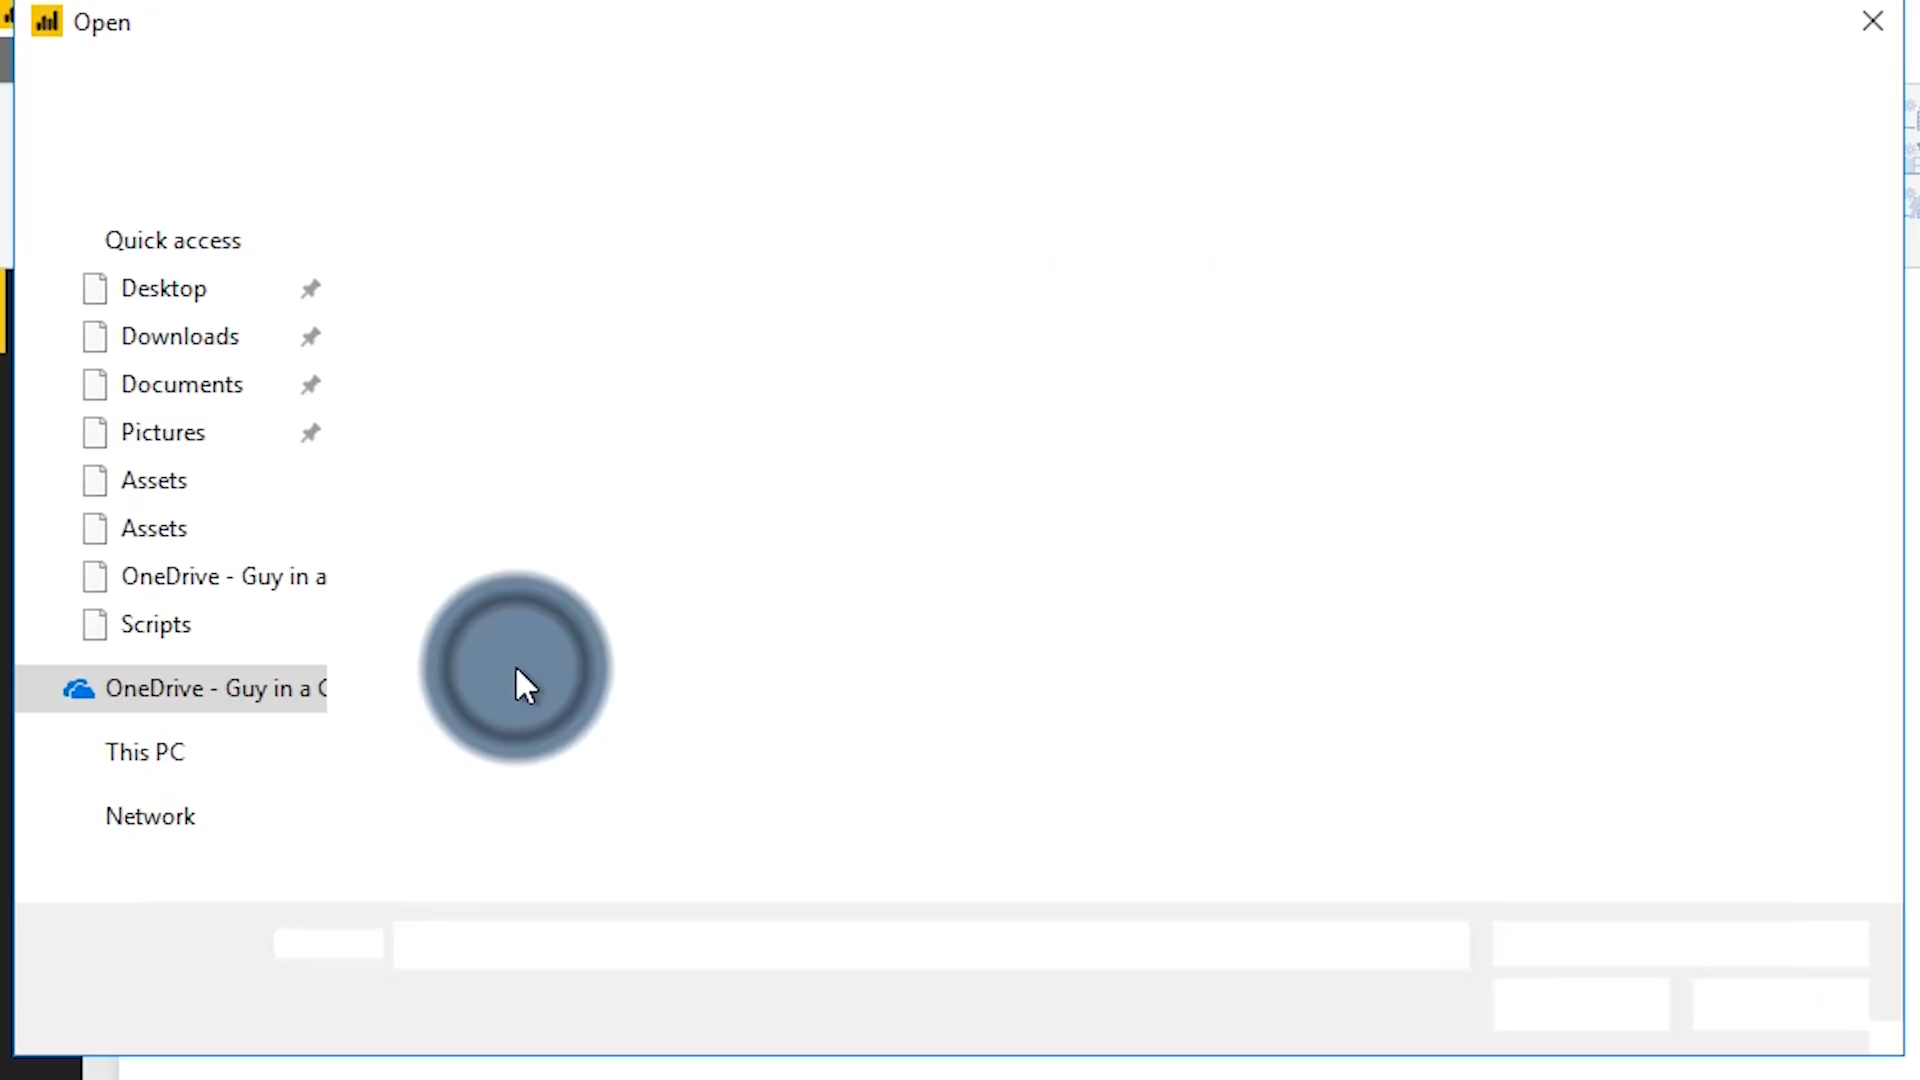 Open
Quick access
Desktop
Downloads
Documents
Pictures
Assets
Assets
OneDrive - Guy in a
Scripts
OneDrive - Guy in a C
This PC
Network